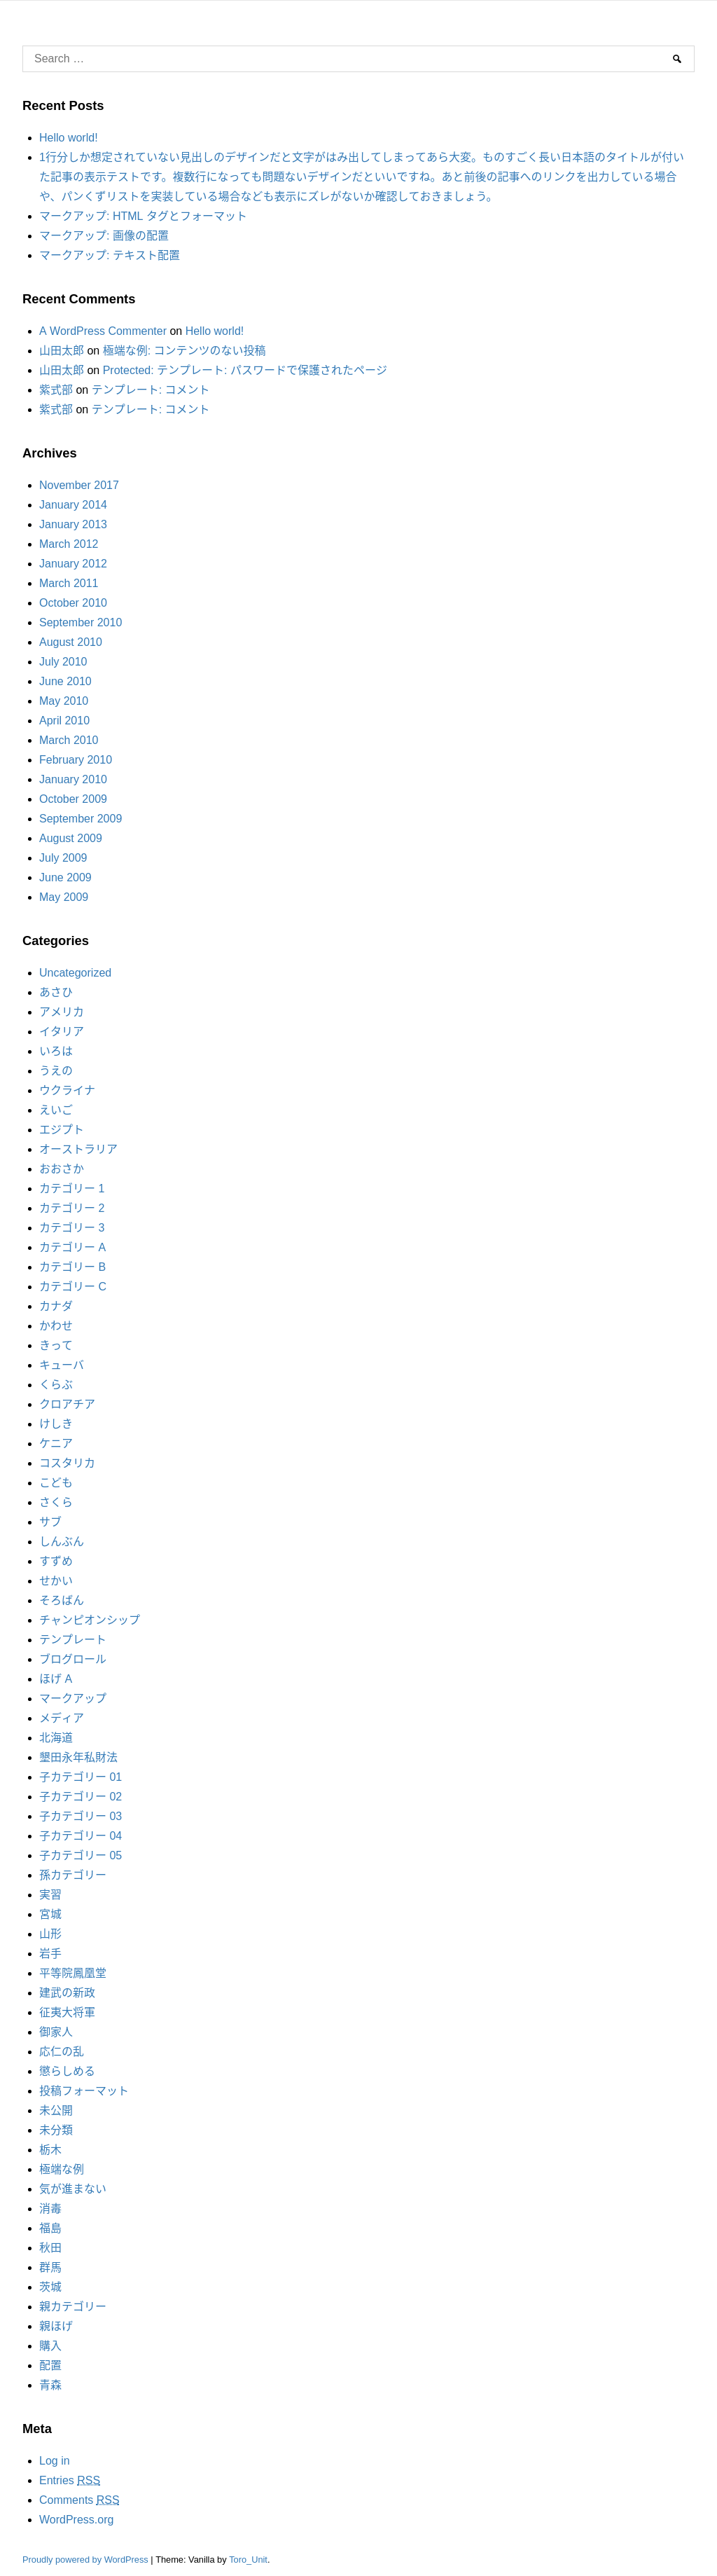 Search …
Recent Posts
Hello world!
1行分しか想定されていない見出しのデザインだと文字がはみ出してしまってあら大変。ものすごく長い日本語のタイトルが付い
た記事の表示テストです。複数行になっても問題ないデザインだといいですね。あと前後の記事へのリンクを出力している場合
や、パンくずリストを実装している場合なども表示にズレがないか確認しておきましょう。
マークアップ: HTML タグとフォーマット
マークアップ: 画像の配置
マークアップ: テキスト配置
Recent Comments
A WordPress Commenter on Hello world!
山田太郎 on 極端な例: コンテンツのない投稿
山田太郎 on Protected: テンプレート: パスワードで保護されたページ
紫式部 on テンプレート: コメント
紫式部 on テンプレート: コメント
Archives
November 2017
January 2014
January 2013
March 2012
January 2012
March 2011
October 2010
September 2010
August 2010
July 2010
June 2010
May 2010
April 2010
March 2010
February 2010
January 2010
October 2009
September 2009
August 2009
July 2009
June 2009
May 2009
Categories
Uncategorized
あさひ
アメリカ
イタリア
いろは
うえの
ウクライナ
えいご
エジプト
オーストラリア
おおさか
カテゴリー 1
カテゴリー 2
カテゴリー 3
カテゴリー A
カテゴリー B
カテゴリー C
カナダ
かわせ
きって
キューバ
くらぶ
クロアチア
けしき
ケニア
コスタリカ
こども
さくら
サブ
しんぶん
すずめ
せかい
そろばん
チャンピオンシップ
テンプレート
ブログロール
ほげ A
マークアップ
メディア
北海道
墾田永年私財法
子カテゴリー 01
子カテゴリー 02
子カテゴリー 03
子カテゴリー 04
子カテゴリー 05
孫カテゴリー
実習
宮城
山形
岩手
平等院鳳凰堂
建武の新政
征夷大将軍
御家人
応仁の乱
懲らしめる
投稿フォーマット
未公開
未分類
栃木
極端な例
気が進まない
消毒
福島
秋田
群馬
茨城
親カテゴリー
親ほげ
購入
配置
青森
Meta
Log in
Entries RSS
Comments RSS
WordPress.org
Proudly powered by WordPress | Theme: Vanilla by Toro_Unit.